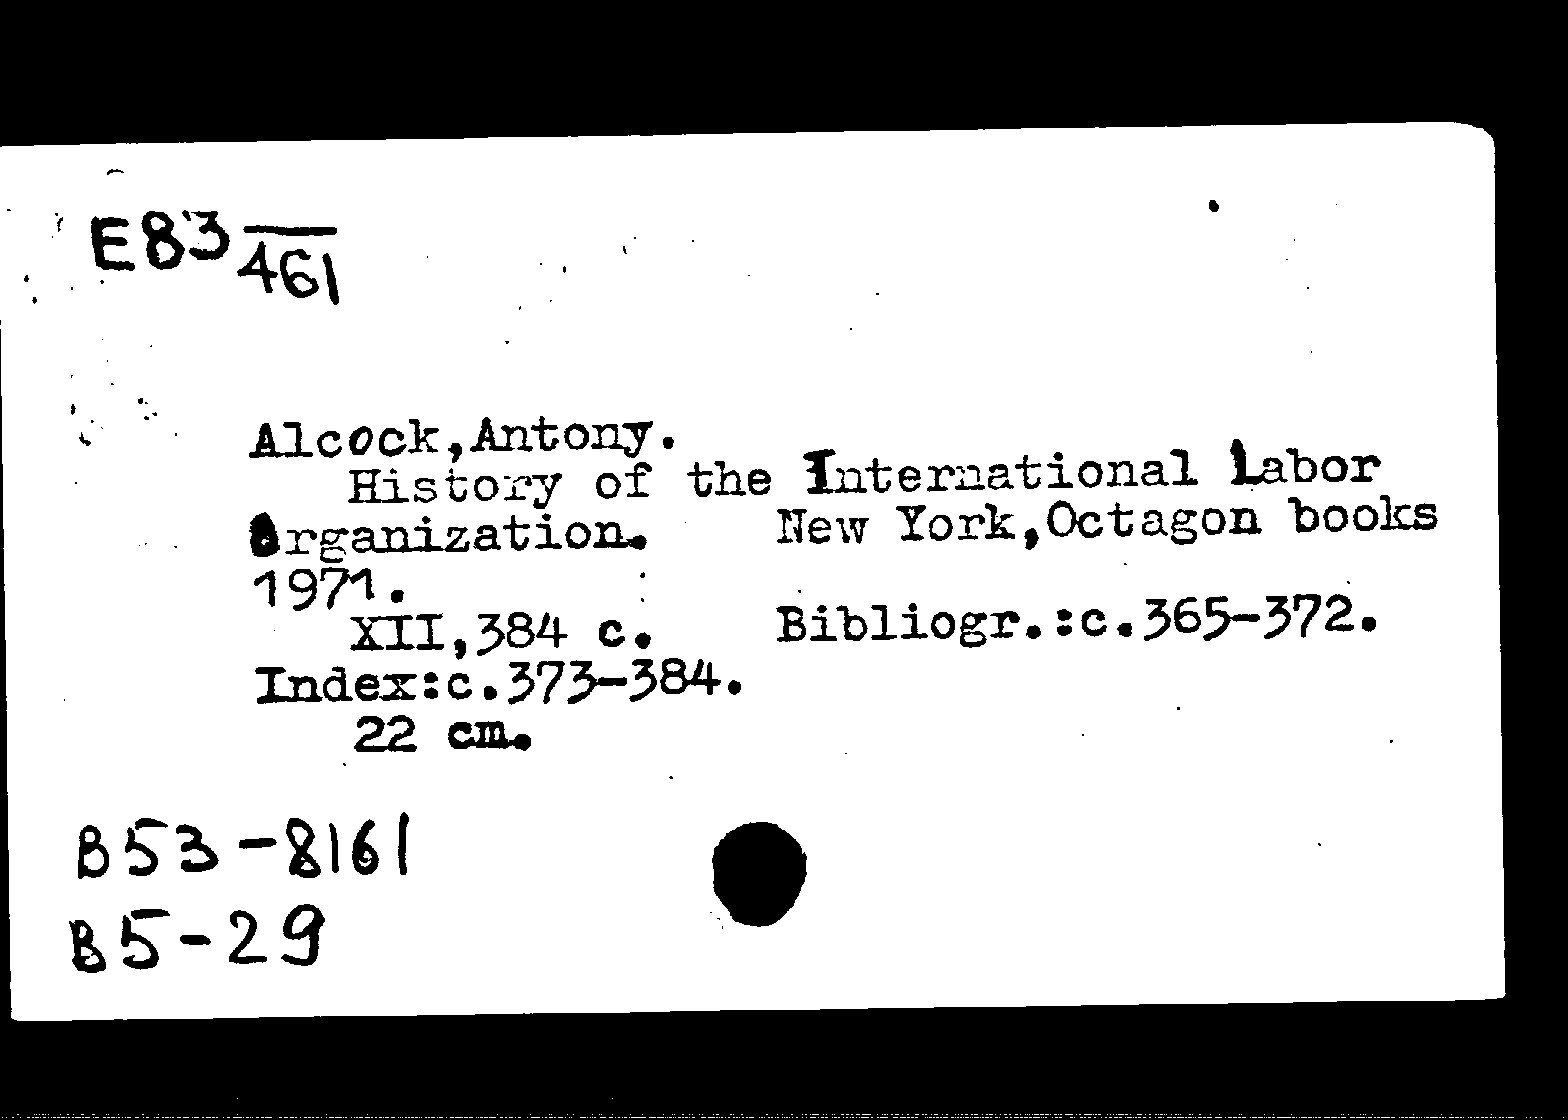 E83 461
Alcock,Antony.
History of the International Labor
Organization. New York,Octagon books
1971.
XII,384 c. Bibliogr.:c.365-372.
Index:c.373-384.
22 cm.
B53-8161
B5-29